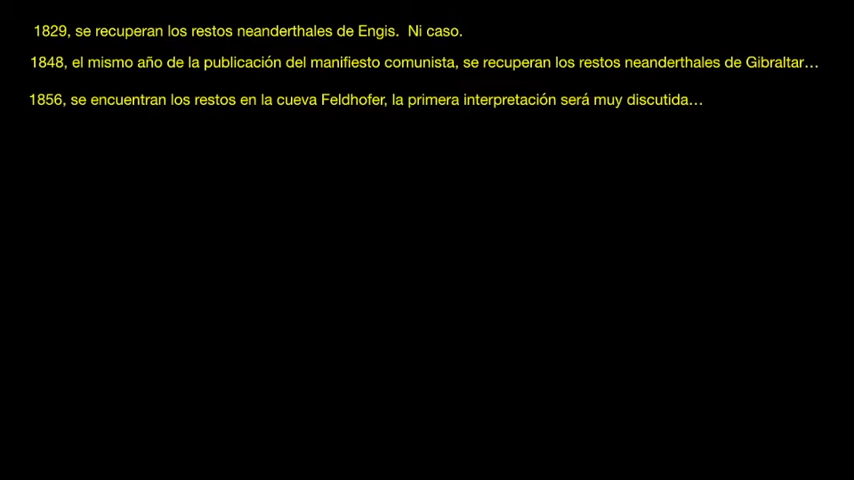 1829, se recuperan los restos neanderthales de Engis.  Ni caso.
1848, el mismo año de la publicación del manifiesto comunista, se recuperan los restos neanderthales de Gibraltar…
1856, se encuentran los restos en la cueva Feldhofer, la primera interpretación será muy discutida…